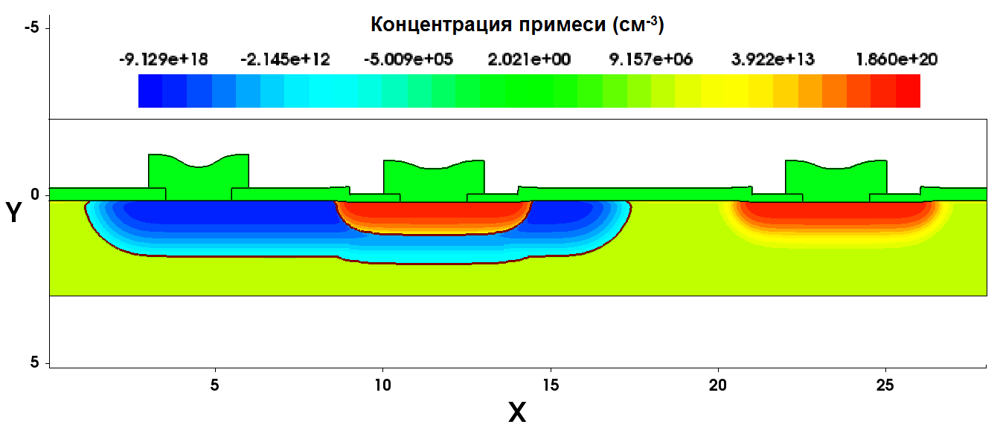 Концентрация примеси (см-3)
-9.129e+18 -2.145e+12 -5.009e+05 2.021e+00 9.157e+06 3.922e+13 1.860e+20
-5
0
Y
5
5 10 15 20 25
X